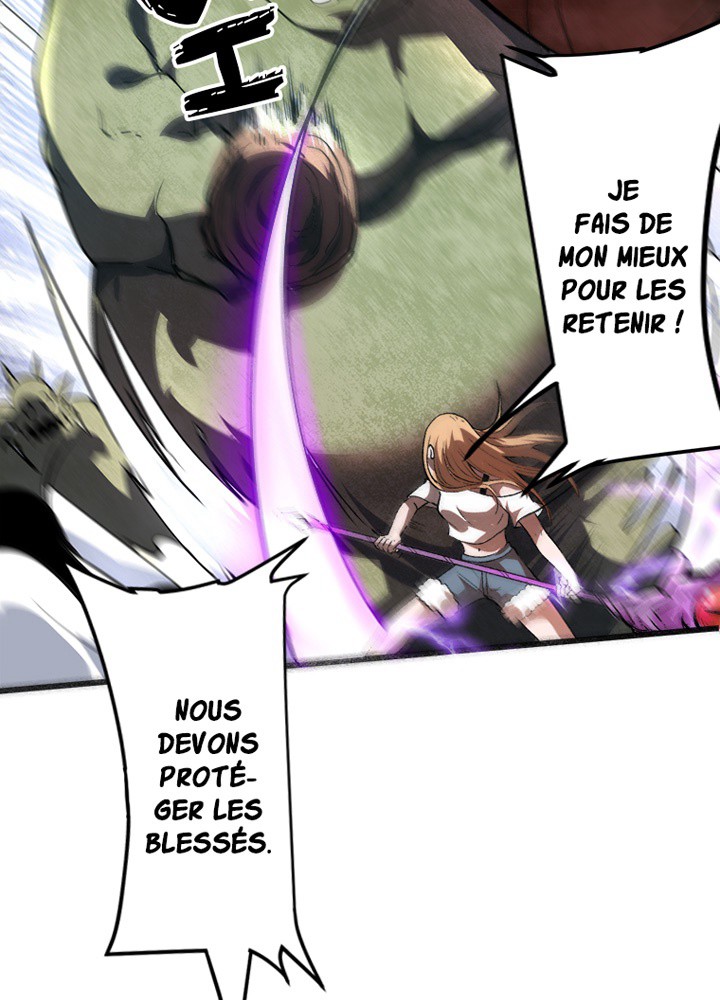 JE
FAIS DE
MON MIEUX
POUR LES
RETENIR !
NOUS
DEVONS
PROTÉ-
GER LES
BLESSÉS.